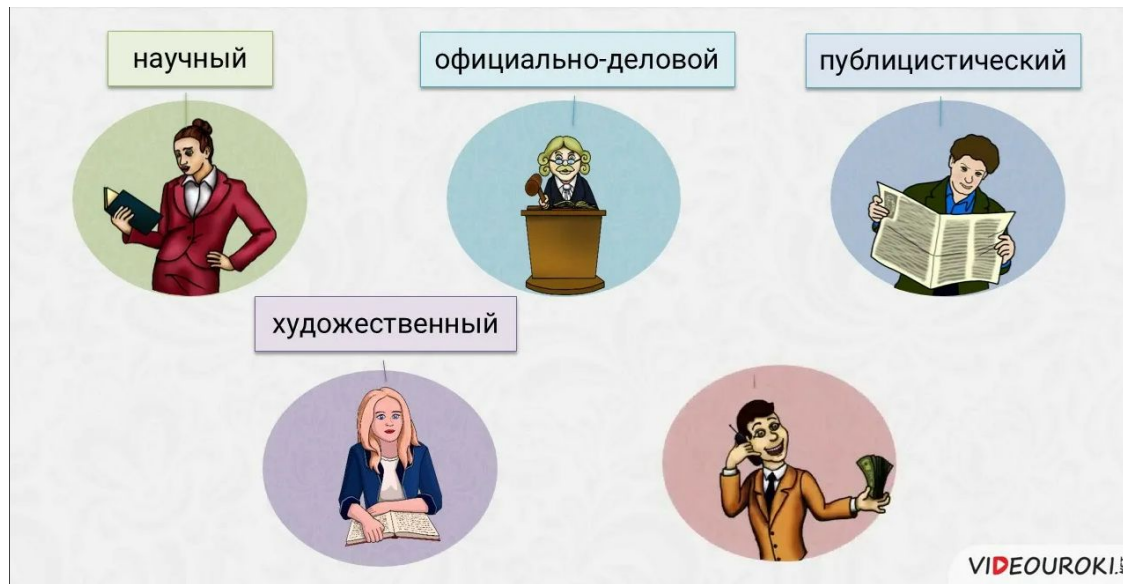 научный
официально-деловой
публицистический
художественный
VIDEOUROKI